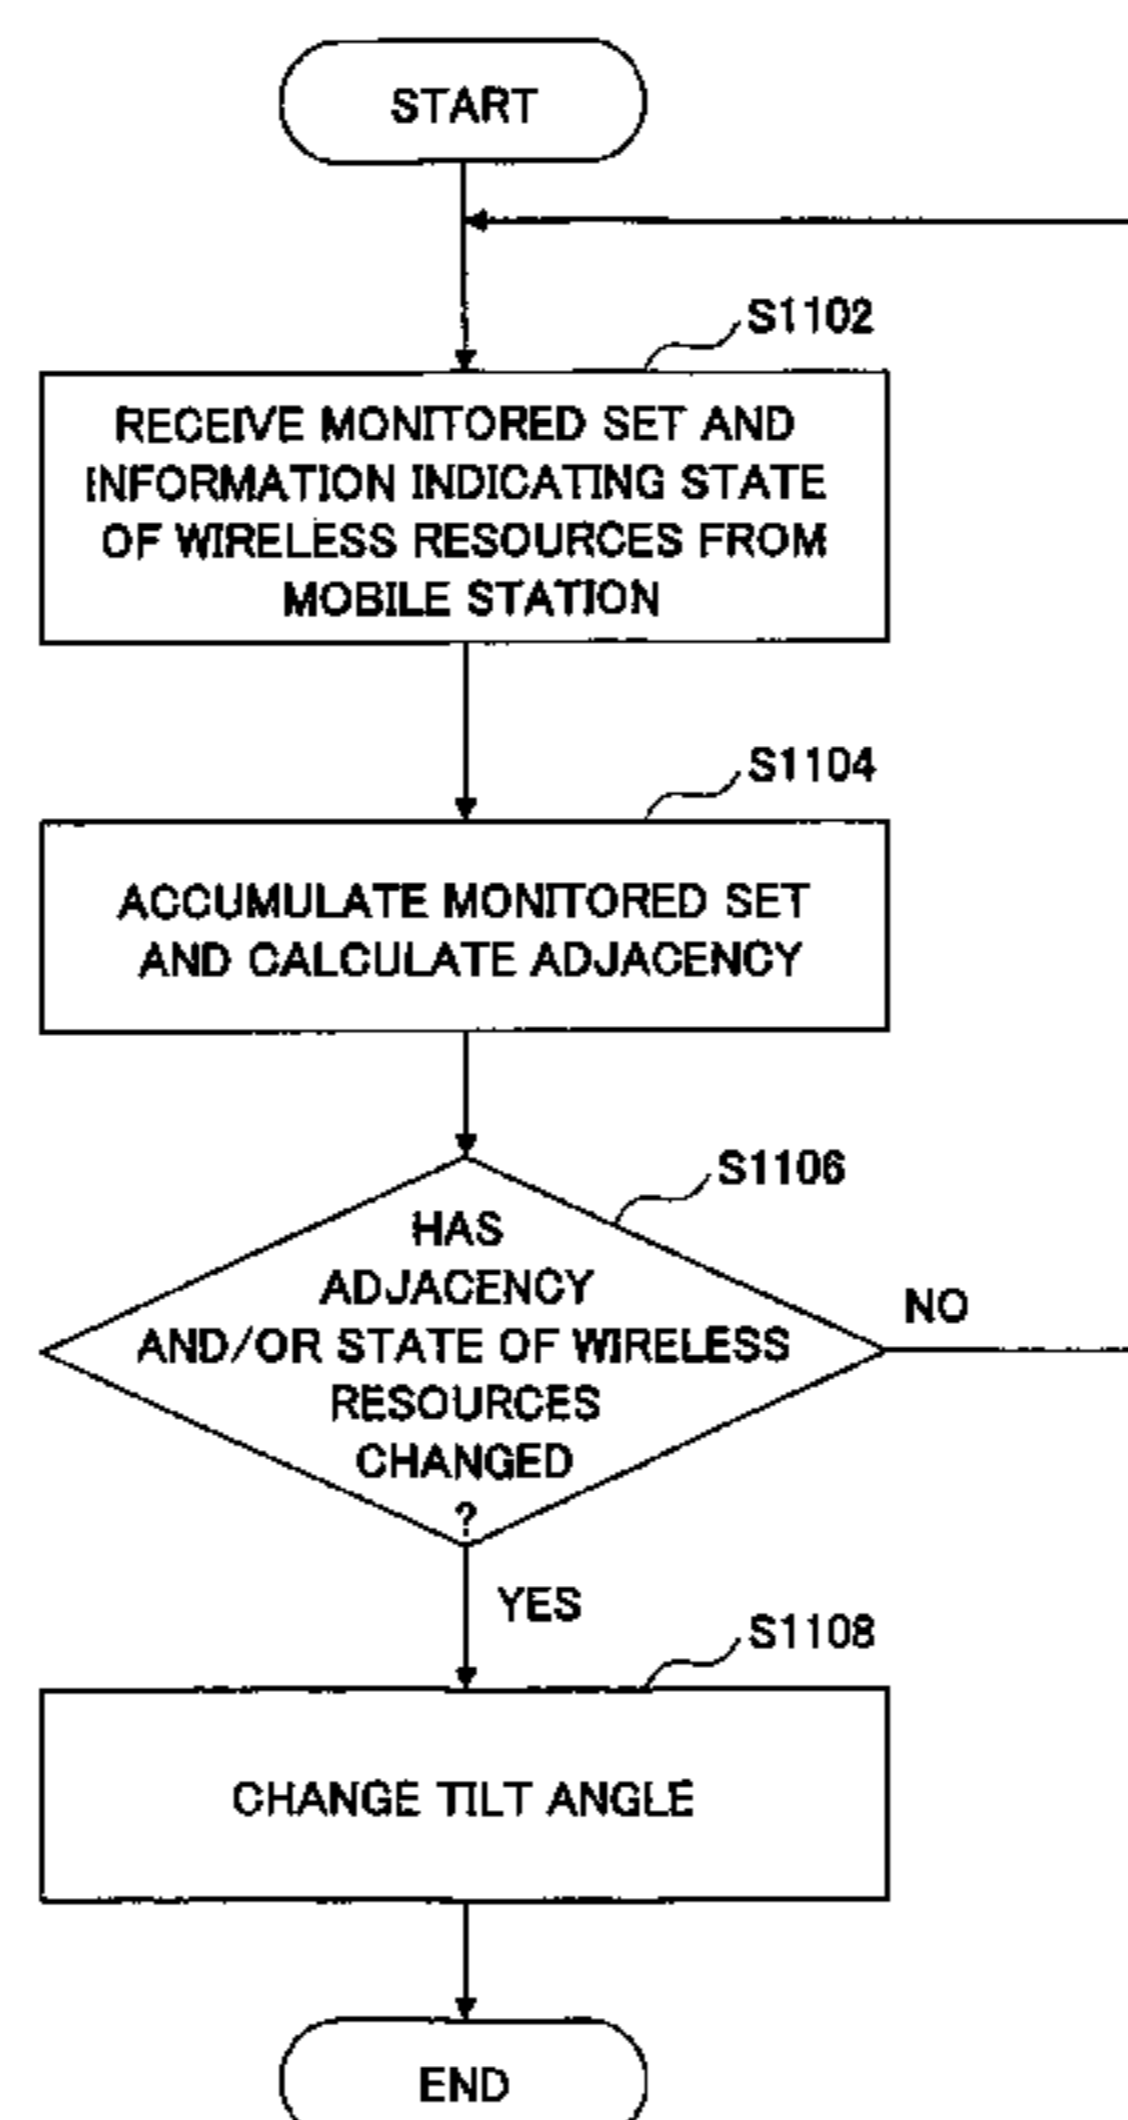 START
S1102
RECEIVE MONITORED SET AND
INFORMATION INDICATING STATE
OF WIRELESS RESOURCES FROM
MOBILE STATION
S1104
ACCUMULATE MONITORED SET
AND CALCULATE ADJACENCY
S1106
HAS
ADJACENCY
AND/OR STATE OF WIRELESS
RESOURCES
CHANGED
?
NO
YES
S1108
CHANGE TILT ANGLE
END